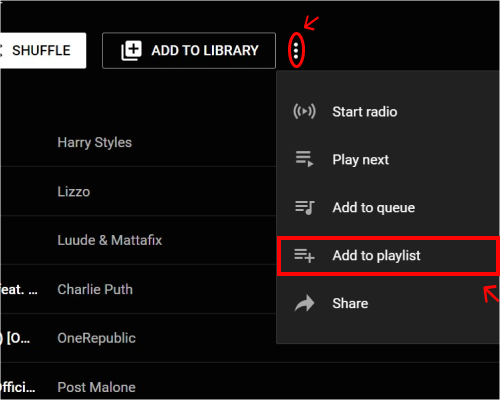 SHUFFLE
ADD TO LIBRARY
Start radio
Play next
Add to queue
Add to playlist
Share
Harry Styles
Lizzo
Luude & Mattafix
feat. ... Charlie Puth
) [O... OneRepublic
Offici... Post Malone